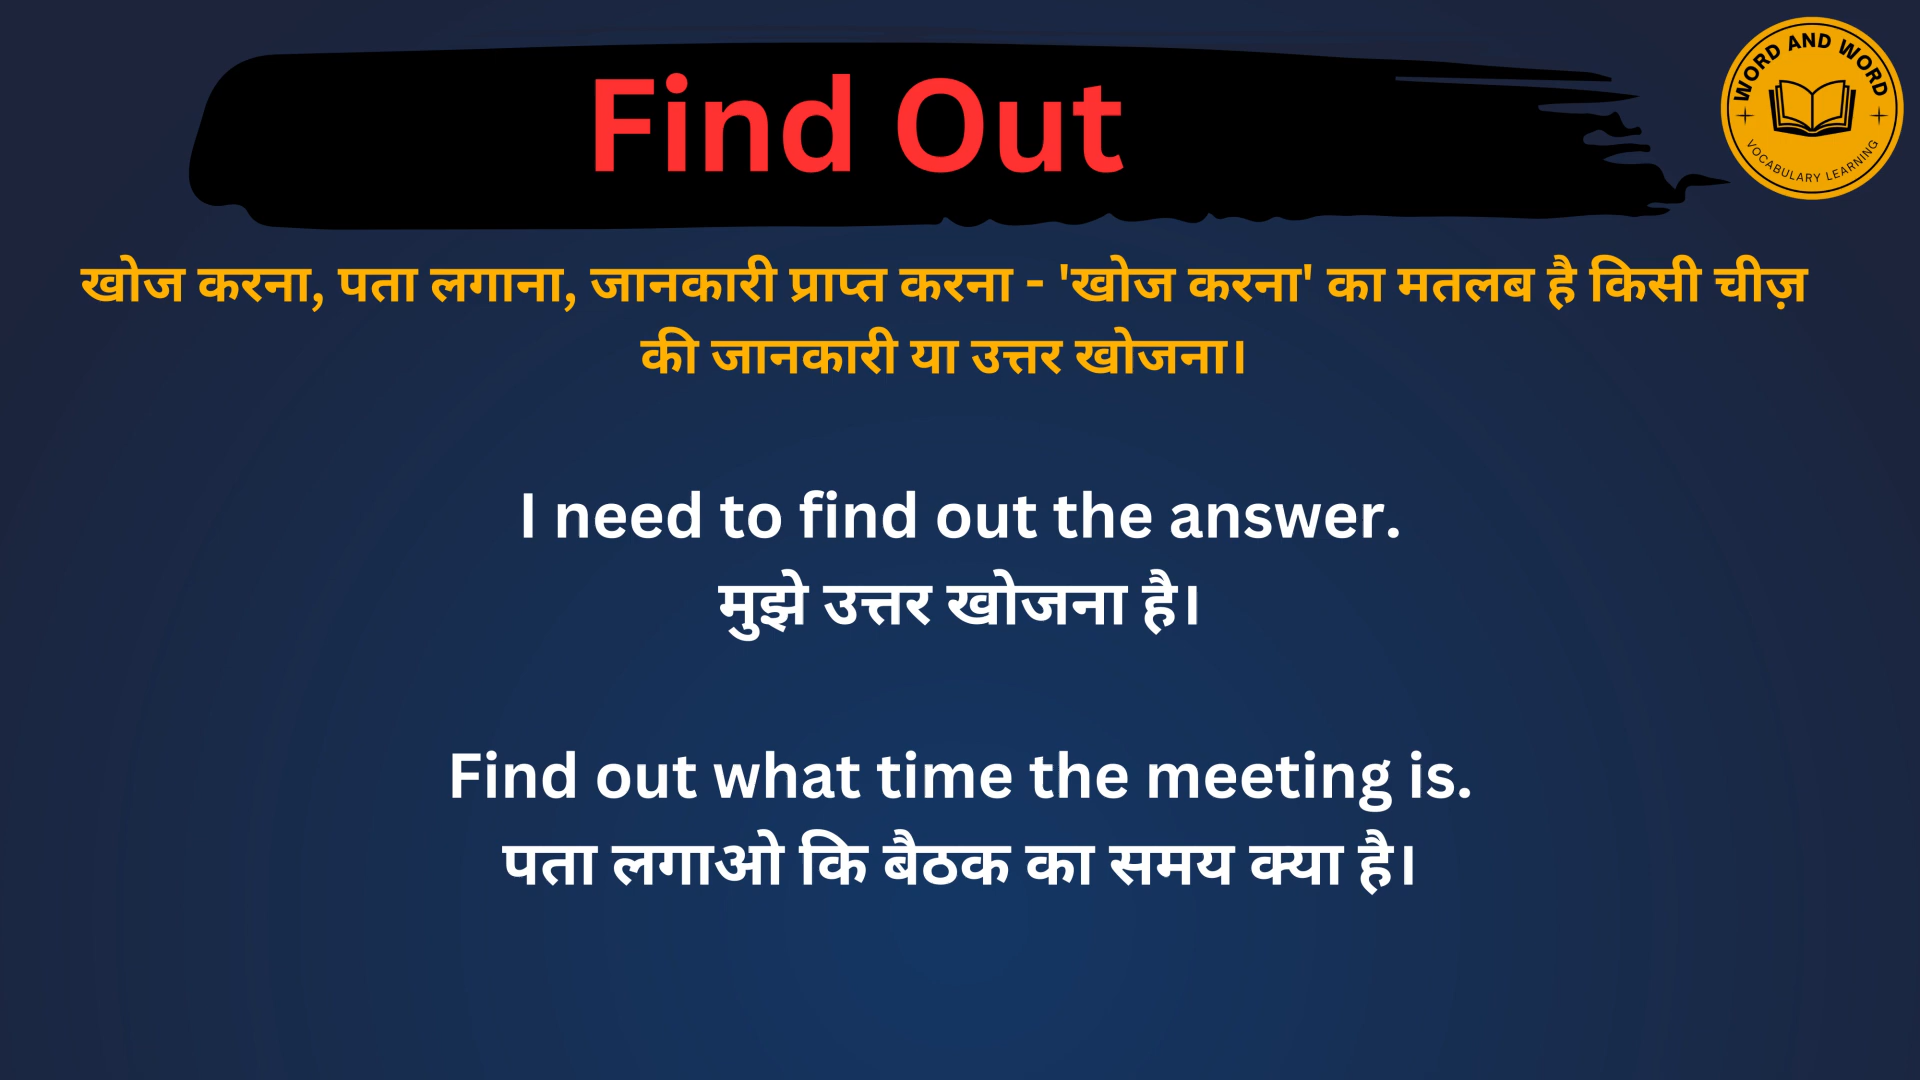 Find Out
WORD AND WORD
VOCABULARY LEARNING
खोज करना, पता लगाना, जानकारी प्राप्त करना - 'खोज करना' का मतलब है किसी चीज़
की जानकारी या उत्तर खोजना।
I need to find out the answer.
मुझे उत्तर खोजना है।
Find out what time the meeting is.
पता लगाओ कि बैठक का समय क्या है।